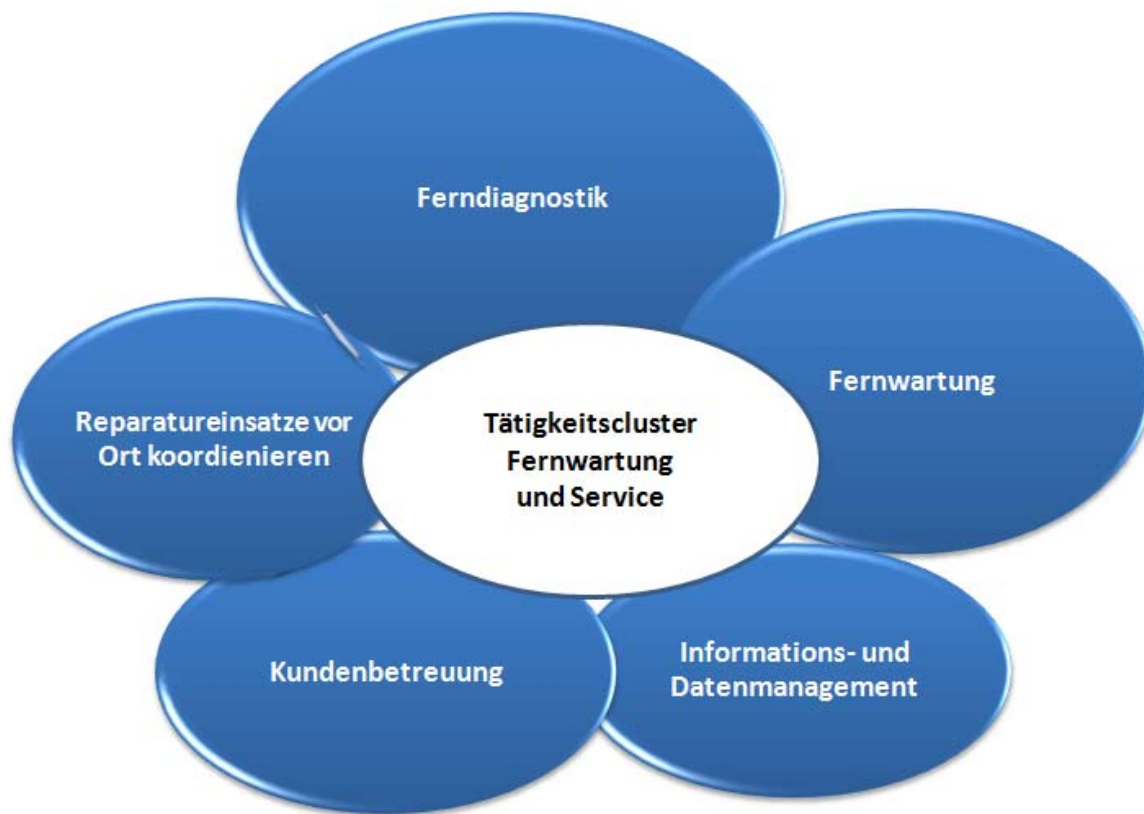 Ferndiagnostik
Fernwartung
Reparatureinsatze vor
Ort koordienieren
Tätigkeitscluster
Fernwartung
und Service
Kundenbetreuung
Informations- und
Datenmanagement